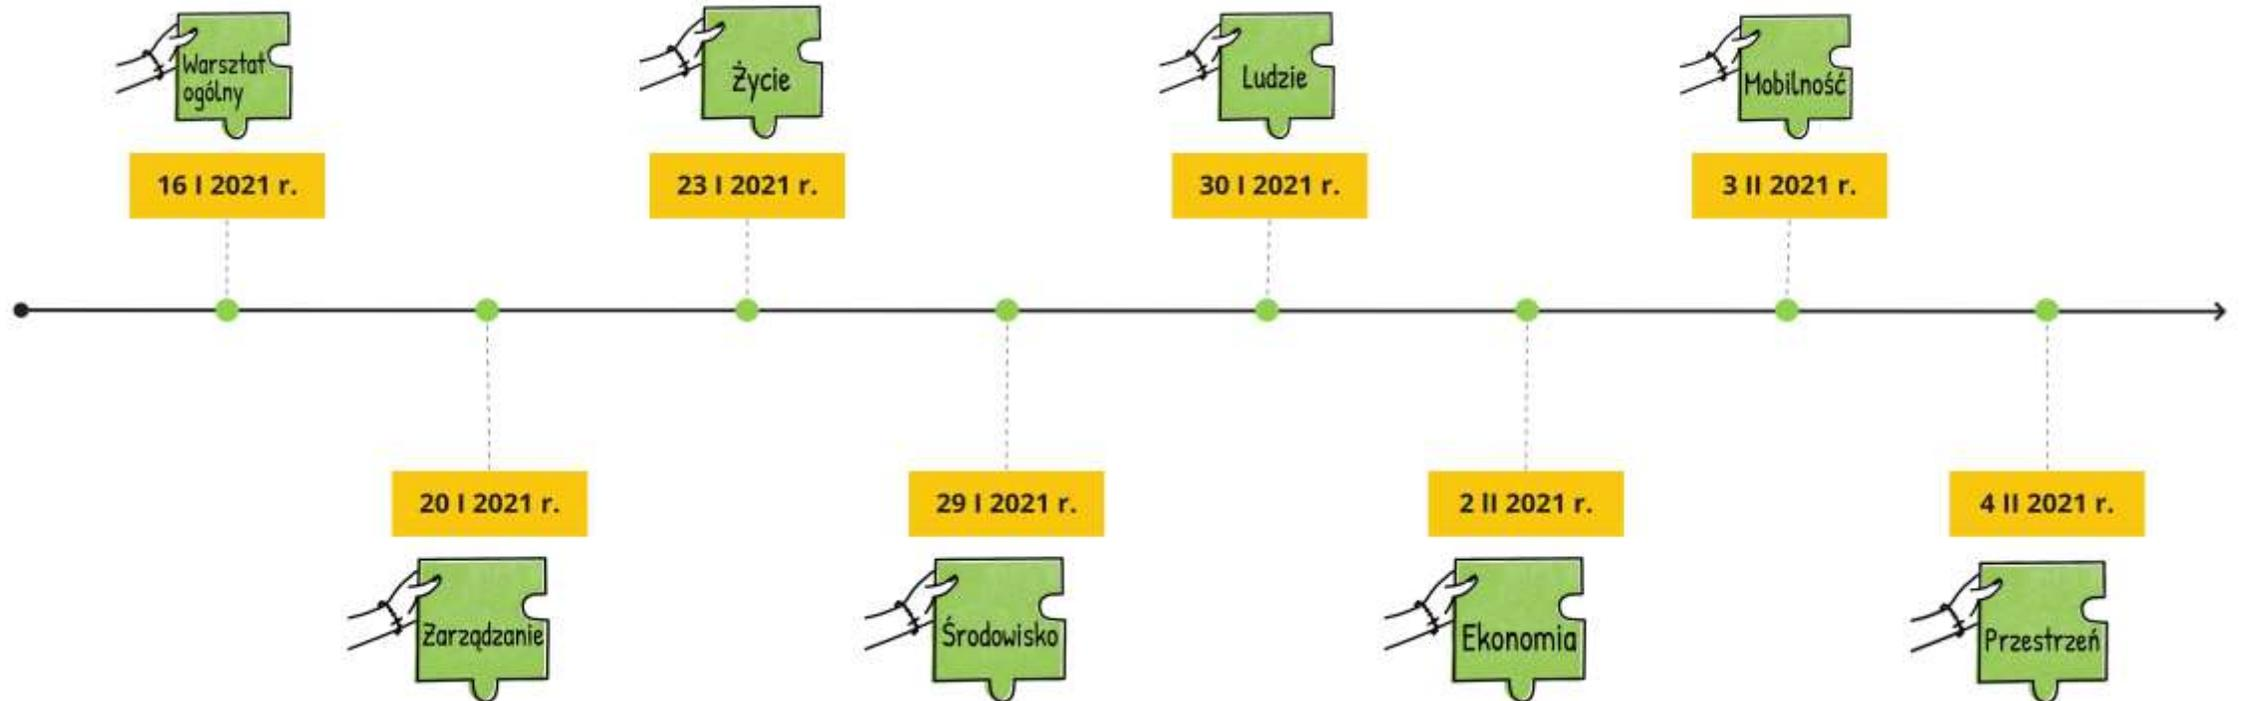 Warsztat
ogólny
16 I 2021 r.
Zarządzanie
20 I 2021 r.
Życie
23 I 2021 r.
Środowisko
29 I 2021 r.
Ludzie
30 I 2021 r.
Ekonomia
2 II 2021 r.
Mobilność
3 II 2021 r.
Przestrzeń
4 II 2021 r.